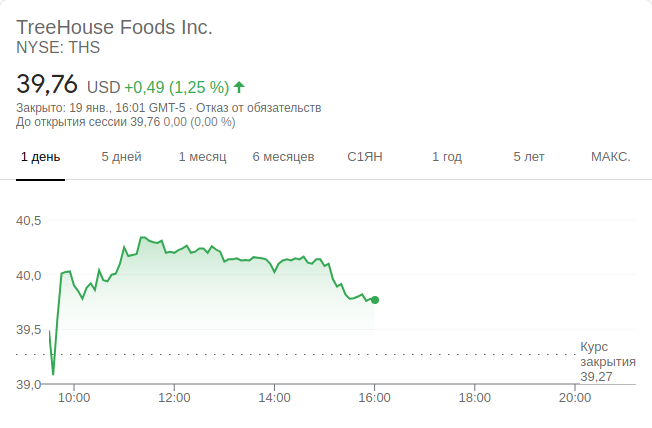 TreeHouse Foods Inc.
NYSE: THS
39,76 USD +0,49 (1,25 %)
Закрыто: 19 янв., 16:01 GMT-5 · Отказ от обязательств
До открытия сессии 39,76 0,00 (0,00 %)
1 день 5 дней 1 месяц 6 месяцев С1ЯН 1 год 5 лет МАКС.
40,5
40,0
39,5
Курс
закрытия
39,27
39,0
10:00 12:00 14:00 16:00 18:00 20:00